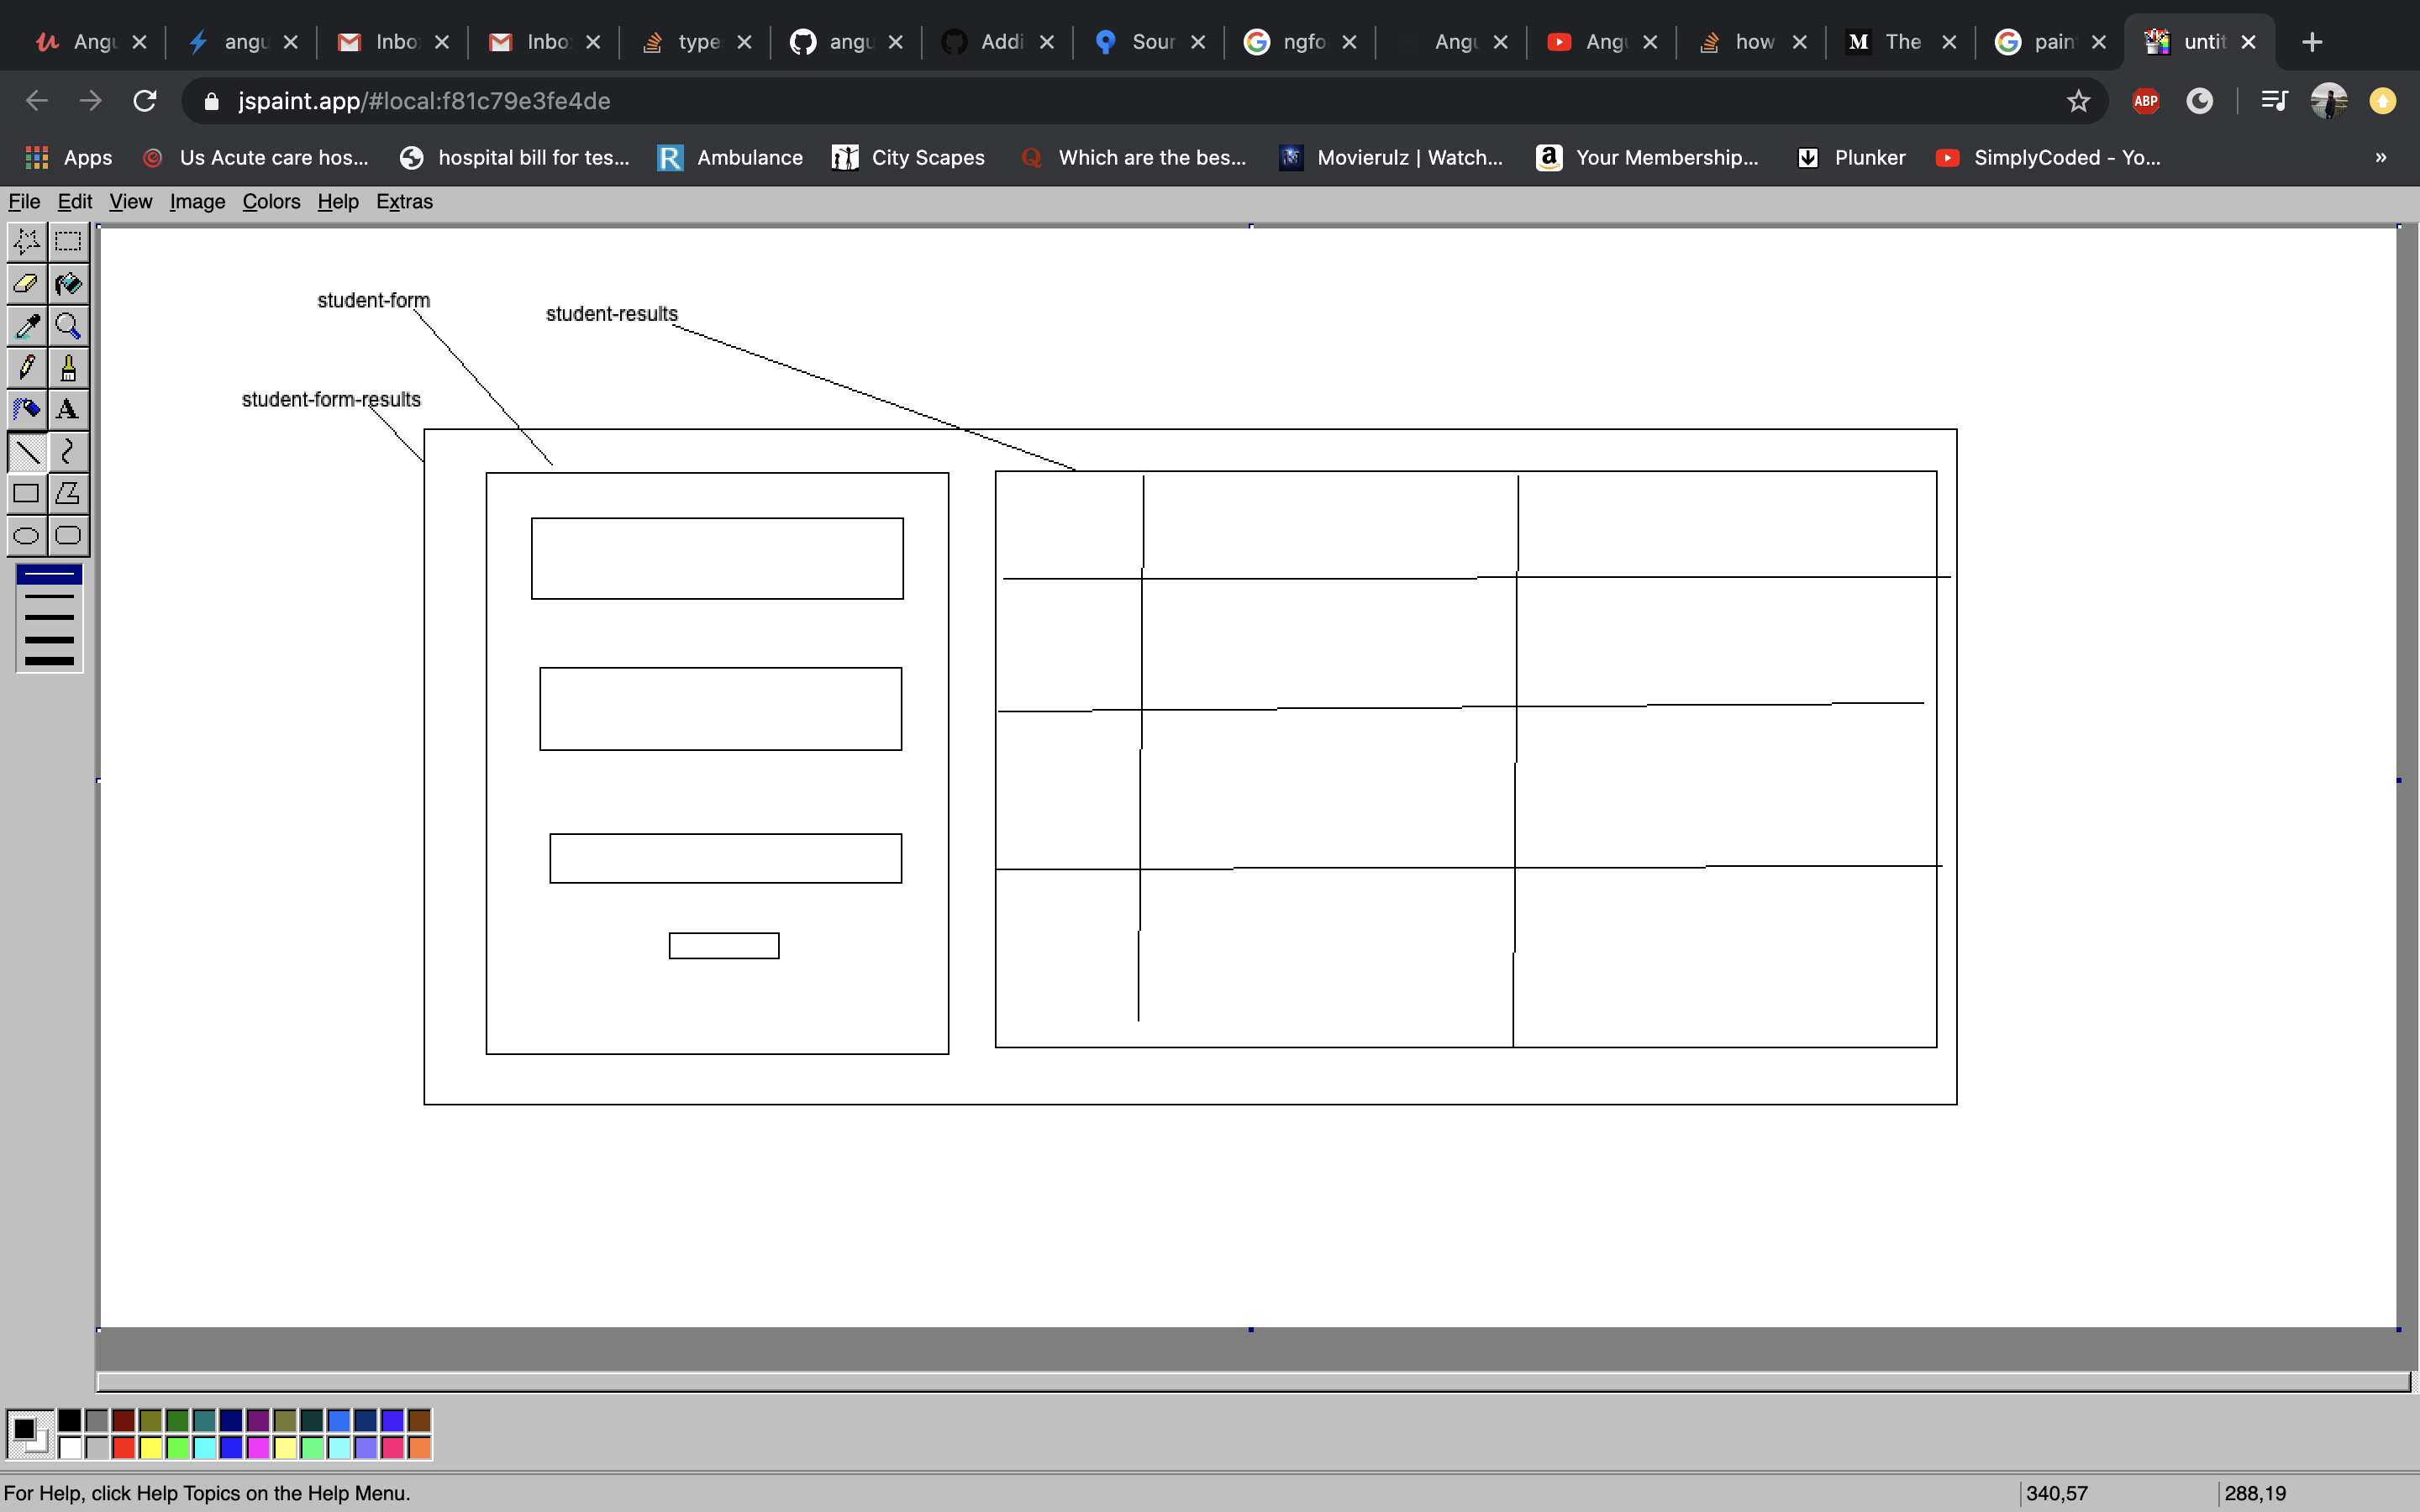 Angu angu Inbo Inbo type angu Addi Sour ngfo Angu Angu how The pain untit
jspaint.app/#local:f81c79e3fe4de
ABP
Apps Us Acute care hos... hospital bill for tes... R Ambulance City Scapes Which are the bes... Movierulz | Watch... Your Membership... Plunker SimplyCoded - Yo... »
File Edit View Image Colors Help Extras
student-form
student-results
student-form-results
For Help, click Help Topics on the Help Menu. 340,57 288,19